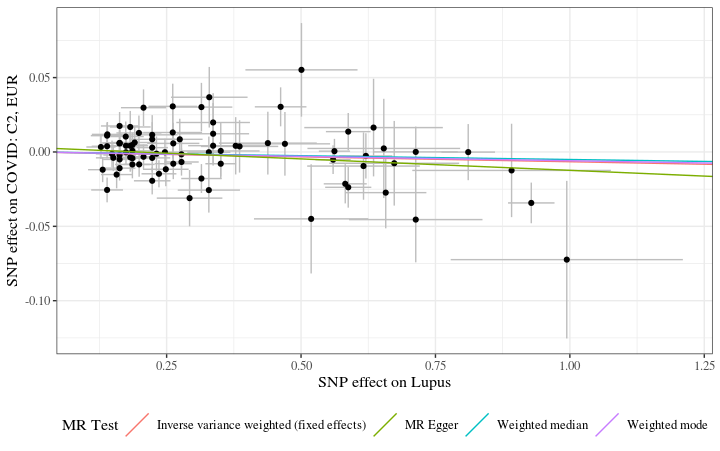 SNP effect on COVID: C2, EUR
0.05
0.00
-0.05
-0.10
0.25
0.50
0.75
1.00
1.25
SNP effect on Lupus
MR Test
Inverse variance weighted (fixed effects)
MR Egger
Weighted median
Weighted mode